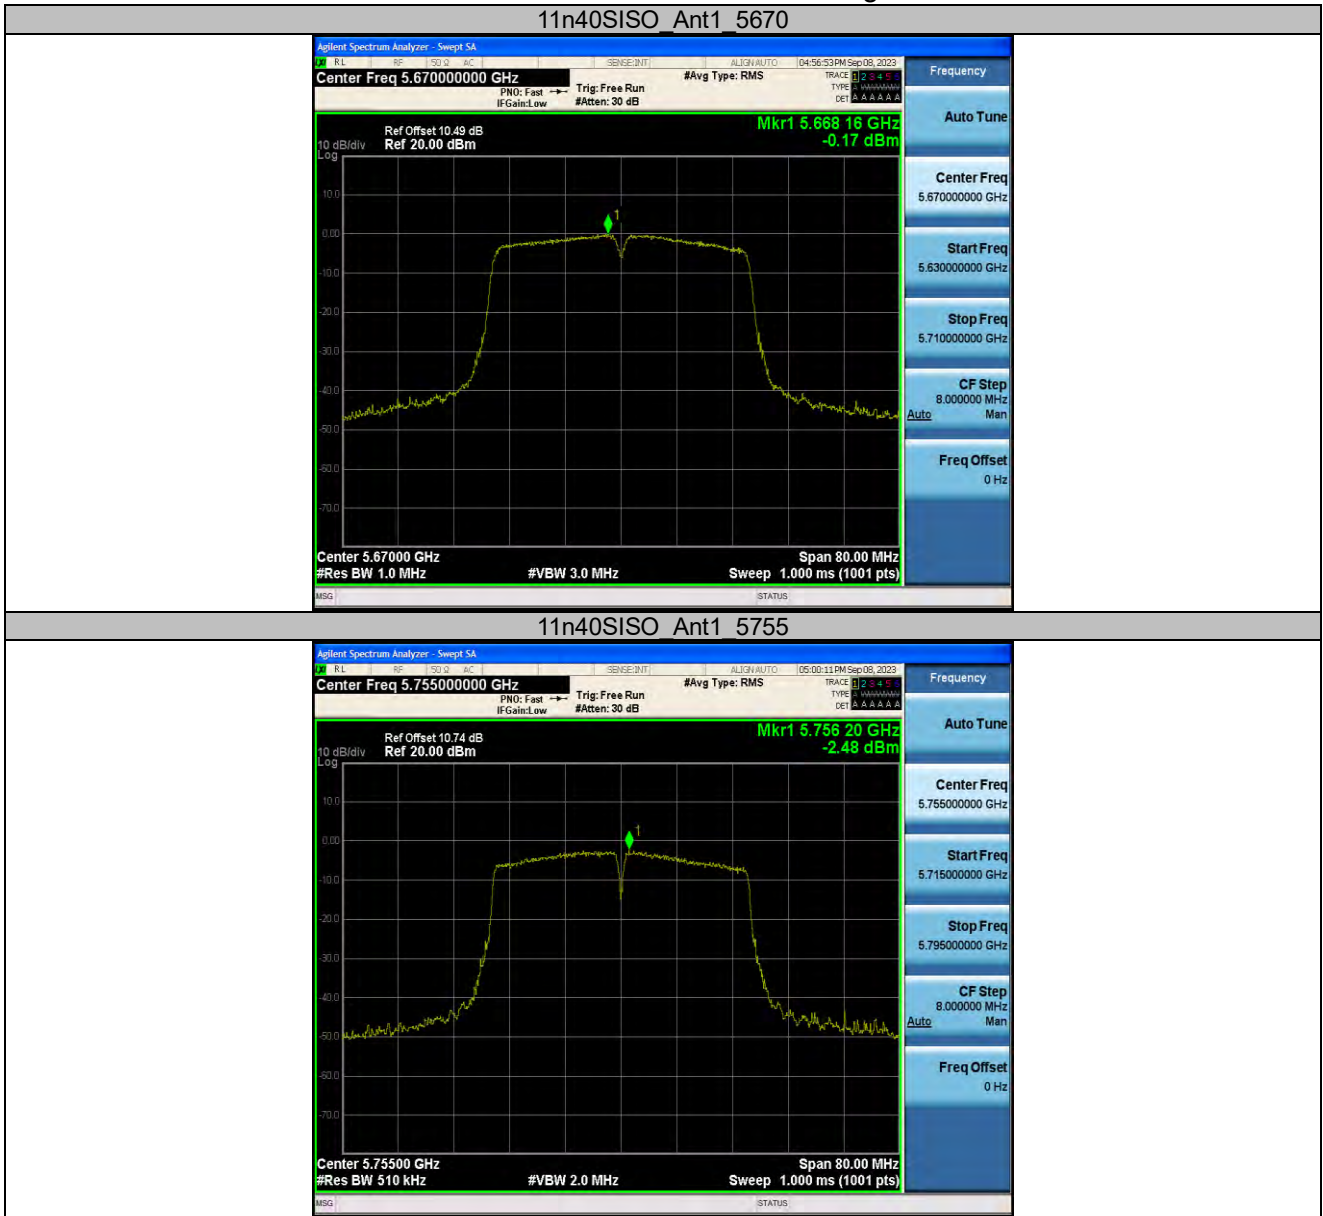 11n40SISO_Ant1_5670
Agilent Spectrum Analyzer - Swept SA
RL RF 50 Ω AC SENSE:INT ALIGN AUTO 04:56:53 PM Sep 08, 2023
Center Freq 5.670000000 GHz #Avg Type: RMS TRACE 1 2 3 4 5 6
PNO: Fast Trig: Free Run TYPE A WWWWW
IFGain:Low #Atten: 30 dB DET A A A A A A
Frequency
Auto Tune
Mkr1 5.668 16 GHz
-0.17 dBm
Ref Offset 10.49 dB
10 dB/div Ref 20.00 dBm
Log
10.0
0.00
-10.0
-20.0
-30.0
-40.0
-50.0
-60.0
-70.0
1
Center Freq
5.670000000 GHz
Start Freq
5.630000000 GHz
Stop Freq
5.710000000 GHz
CF Step
8.000000 MHz
Auto Man
Freq Offset
0 Hz
Center 5.67000 GHz Span 80.00 MHz
#Res BW 1.0 MHz #VBW 3.0 MHz Sweep 1.000 ms (1001 pts)
MSG STATUS
11n40SISO_Ant1_5755
Agilent Spectrum Analyzer - Swept SA
RL RF 50 Ω AC SENSE:INT ALIGN AUTO 05:00:11 PM Sep 08, 2023
Center Freq 5.755000000 GHz #Avg Type: RMS TRACE 1 2 3 4 5 6
PNO: Fast Trig: Free Run TYPE A WWWWW
IFGain:Low #Atten: 30 dB DET A A A A A A
Frequency
Auto Tune
Mkr1 5.756 20 GHz
-2.48 dBm
Ref Offset 10.74 dB
10 dB/div Ref 20.00 dBm
Log
10.0
0.00
-10.0
-20.0
-30.0
-40.0
-50.0
-60.0
-70.0
1
Center Freq
5.755000000 GHz
Start Freq
5.715000000 GHz
Stop Freq
5.795000000 GHz
CF Step
8.000000 MHz
Auto Man
Freq Offset
0 Hz
Center 5.75500 GHz Span 80.00 MHz
#Res BW 510 kHz #VBW 2.0 MHz Sweep 1.000 ms (1001 pts)
MSG STATUS